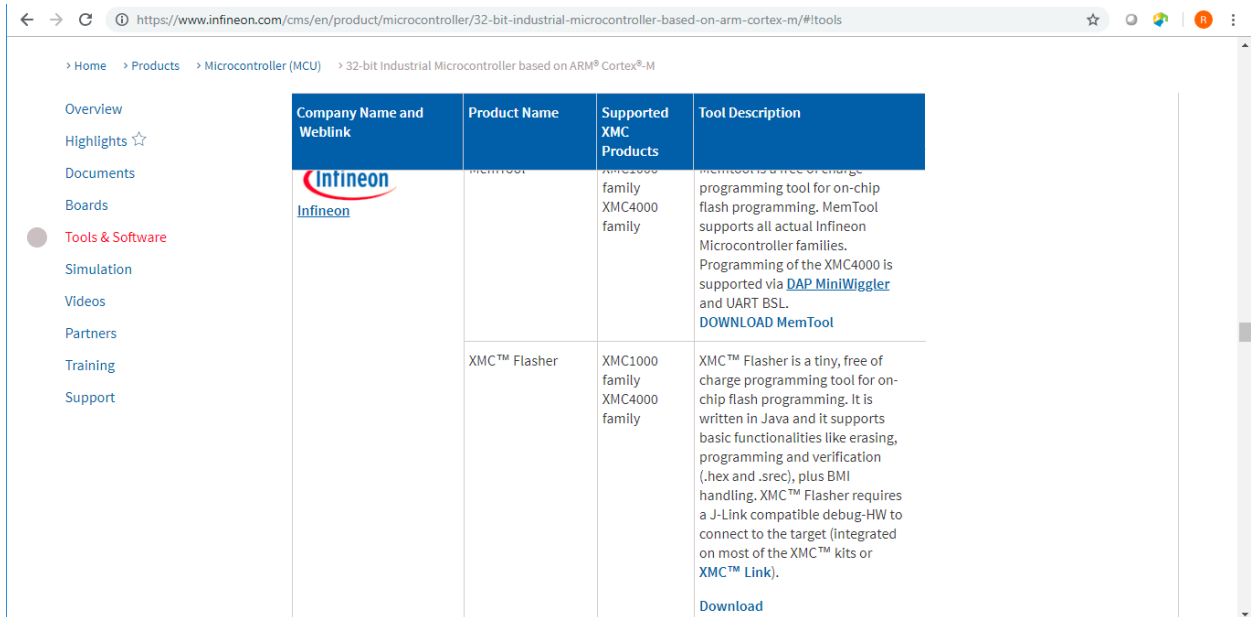 https://www.infineon.com/cms/en/product/microcontroller/32-bit-industrial-microcontroller-based-on-arm-cortex-m/#!tools
R
> Home > Products > Microcontroller (MCU) > 32-bit Industrial Microcontroller based on ARM® Cortex®-M
Overview
Highlights
Documents
Boards
Tools & Software
Simulation
Videos
Partners
Training
Support
Company Name and
Weblink
Product Name
Supported
XMC
Products
Tool Description
Infineon
Infineon
MemTool
XMC1000
family
XMC4000
family
MemTool is a free of charge
programming tool for on-chip
flash programming. MemTool
supports all actual Infineon
Microcontroller families.
Programming of the XMC4000 is
supported via DAP MiniWiggler
and UART BSL.
DOWNLOAD MemTool
XMC™ Flasher
XMC1000
family
XMC4000
family
XMC™ Flasher is a tiny, free of
charge programming tool for on-
chip flash programming. It is
written in Java and it supports
basic functionalities like erasing,
programming and verification
(.hex and .srec), plus BMI
handling. XMC™ Flasher requires
a J-Link compatible debug-HW to
connect to the target (integrated
on most of the XMC™ kits or
XMC™ Link).
Download